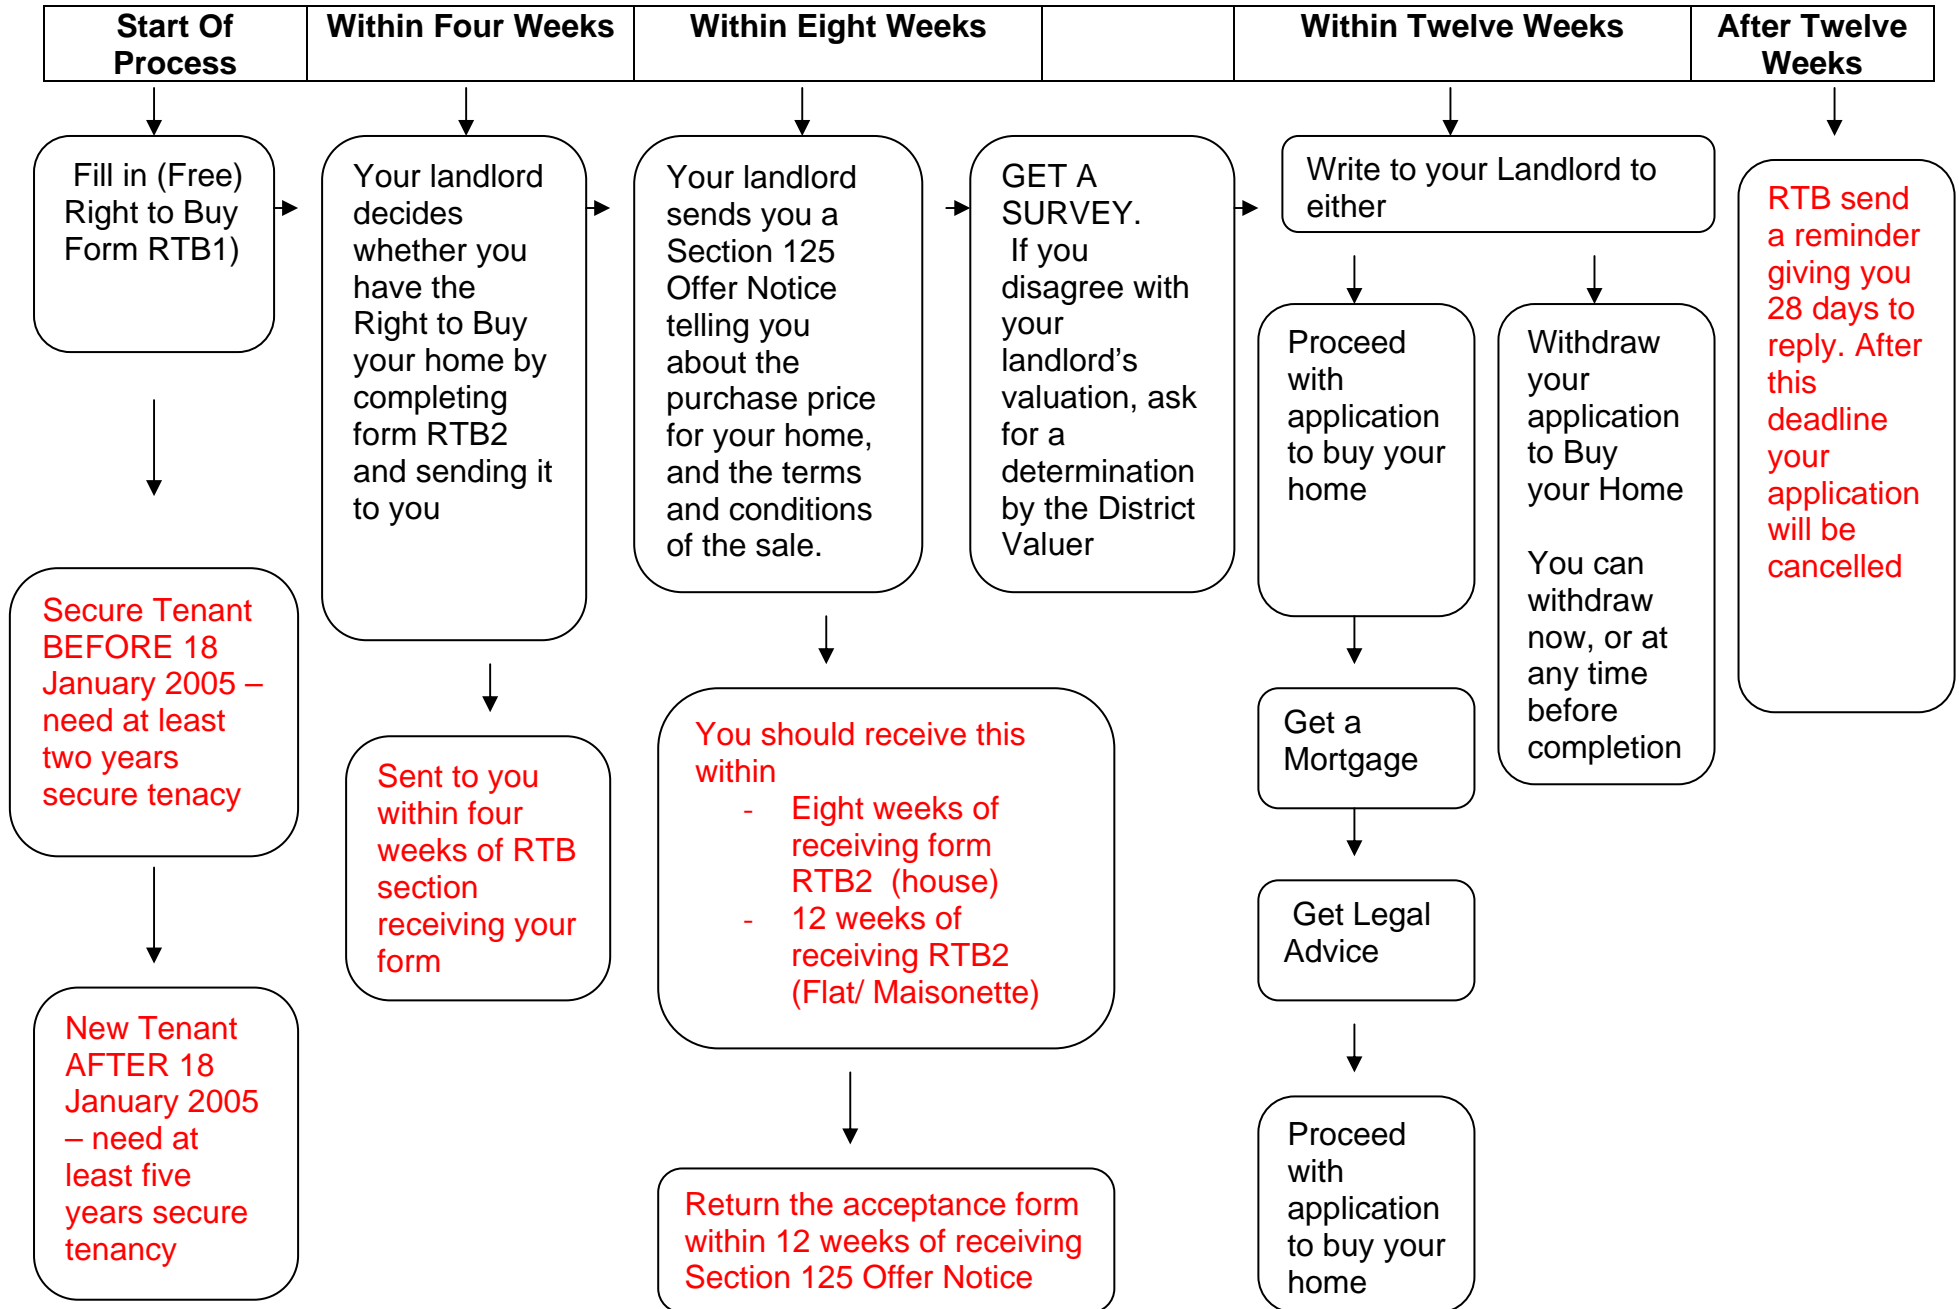 Start Of
Process
Within Four Weeks
Within Eight Weeks
Within Twelve Weeks
After Twelve
Weeks
Fill in (Free)
Right to Buy
Form RTB1)
Secure Tenant
BEFORE 18
January 2005 –
need at least
two years
secure tenacy
New Tenant
AFTER 18
January 2005
– need at
least five
years secure
tenancy
Your landlord
decides
whether you
have the
Right to Buy
your home by
completing
form RTB2
and sending it
to you
Sent to you
within four
weeks of RTB
section
receiving your
form
Your landlord
sends you a
Section 125
Offer Notice
telling you
about the
purchase price
for your home,
and the terms
and conditions
of the sale.
You should receive this
within
- Eight weeks of
receiving form
RTB2 (house)
- 12 weeks of
receiving RTB2
(Flat/ Maisonette)
Return the acceptance form
within 12 weeks of receiving
Section 125 Offer Notice
GET A
SURVEY.
If you
disagree with
your
landlord’s
valuation, ask
for a
determination
by the District
Valuer
Write to your Landlord to
either
Proceed
with
application
to buy your
home
Get a
Mortgage
Get Legal
Advice
Proceed
with
application
to buy your
home
Withdraw
your
application
to Buy
your Home
You can
withdraw
now, or at
any time
before
completion
RTB send
a reminder
giving you
28 days to
reply. After
this
deadline
your
application
will be
cancelled